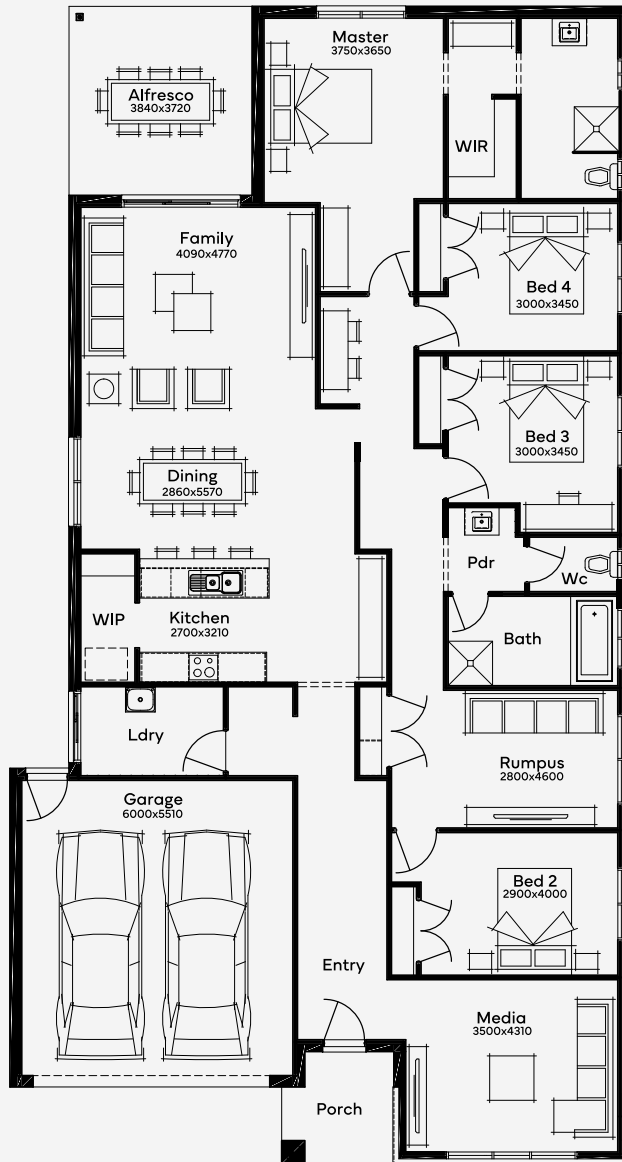 Master
3750x3650
Alfresco
3840x3720
WIR
Family
4090x4770
Bed 4
3000x3450
Bed 3
3000x3450
Dining
2860x5570
Pdr
Wc
WIP
Kitchen
2700x3210
Bath
Ldry
Rumpus
2800x4600
Garage
6000x5510
Bed 2
2900x4000
Entry
Media
3500x4310
Porch